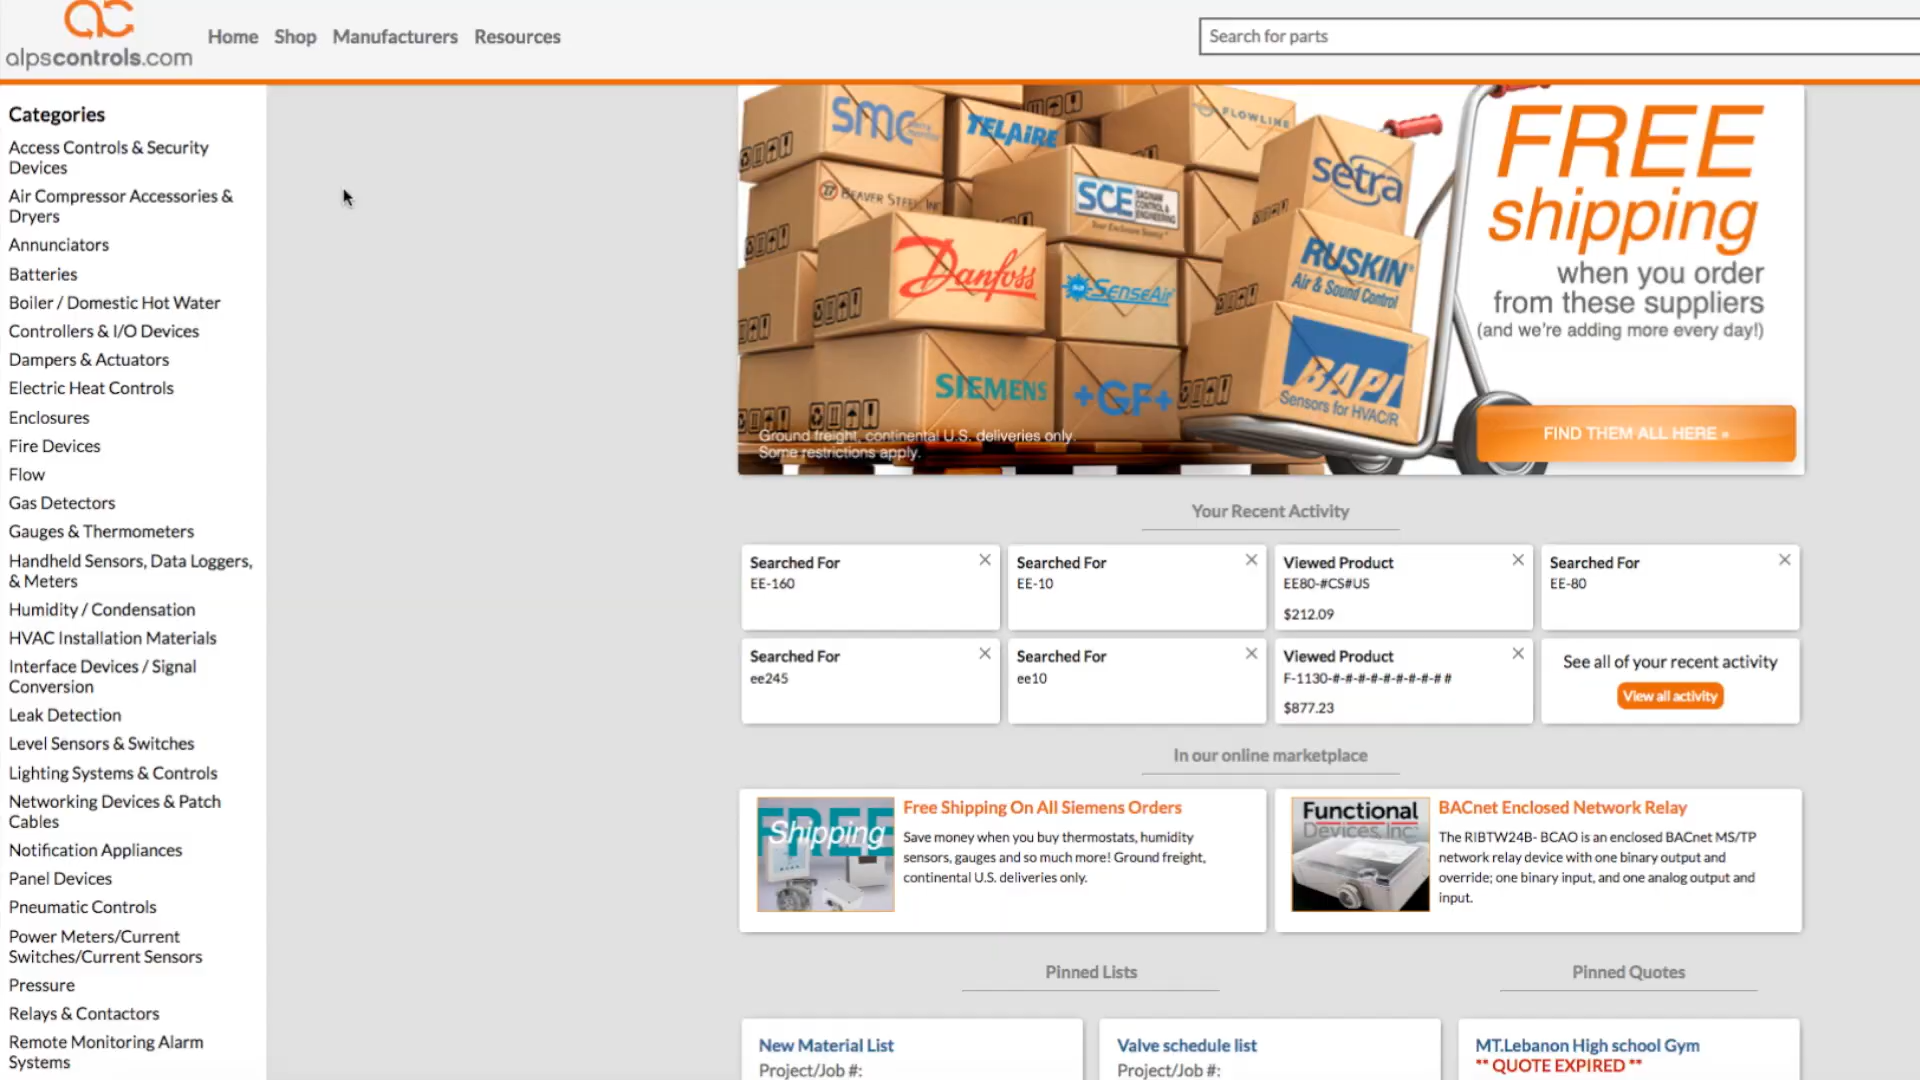 alpscontrols.com
Home
Shop
Manufacturers
Resources
Search for parts
Categories
Access Controls & Security
Devices
Air Compressor Accessories &
Dryers
Annunciators
Batteries
Boiler / Domestic Hot Water
Controllers & I/O Devices
Dampers & Actuators
Electric Heat Controls
Enclosures
Fire Devices
Flow
Gas Detectors
Gauges & Thermometers
Handheld Sensors, Data Loggers,
& Meters
Humidity / Condensation
HVAC Installation Materials
Interface Devices / Signal
Conversion
Leak Detection
Level Sensors & Switches
Lighting Systems & Controls
Networking Devices & Patch
Cables
Notification Appliances
Panel Devices
Pneumatic Controls
Power Meters/Current
Switches/Current Sensors
Pressure
Relays & Contactors
Remote Monitoring Alarm
Systems
smc
TELAIRE
FLOWLINE
BEAVER STEEL INC
SCE SAGINAW
CONTROL &
ENGINEERING
Your Enclosure Source
setra
Danfoss
SenseAir
RUSKIN
Air & Sound Control
SIEMENS
+GF+
BAPI
Sensors for HVAC/R
Ground freight, continental U.S. deliveries only.
Some restrictions apply.
FREE
shipping
when you order
from these suppliers
(and we're adding more every day!)
FIND THEM ALL HERE »
Your Recent Activity
Searched For
EE-160
Searched For
EE-10
Viewed Product
EE80-#CS#US
$212.09
Searched For
EE-80
Searched For
ee245
Searched For
ee10
Viewed Product
F-1130-#-#-#-#-#-#-#-#-# #
$877.23
See all of your recent activity
View all activity
In our online marketplace
FREE
Shipping
Free Shipping On All Siemens Orders
Save money when you buy thermostats, humidity
sensors, gauges and so much more! Ground freight,
continental U.S. deliveries only.
Functional
Devices, Inc.
BACnet Enclosed Network Relay
The RIBTW24B- BCAO is an enclosed BACnet MS/TP
network relay device with one binary output and
override; one binary input, and one analog output and
input.
Pinned Lists
Pinned Quotes
New Material List
Project/Job #:
Valve schedule list
Project/Job #:
MT.Lebanon High school Gym
** QUOTE EXPIRED **